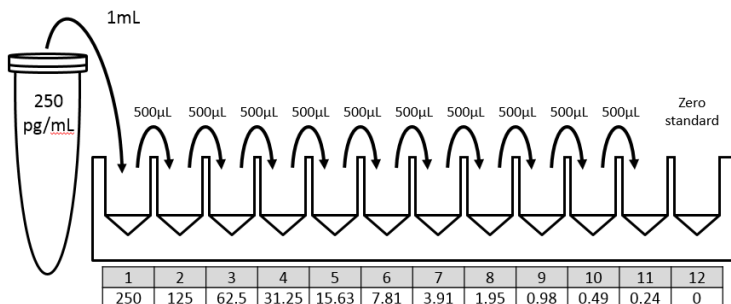 1mL
250
pg/mL
500µL 500µL 500µL 500µL 500µL 500µL 500µL 500µL 500µL 500µL
Zero
standard
1 2 3 4 5 6 7 8 9 10 11 12
250 125 62.5 31.25 15.63 7.81 3.91 1.95 0.98 0.49 0.24 0